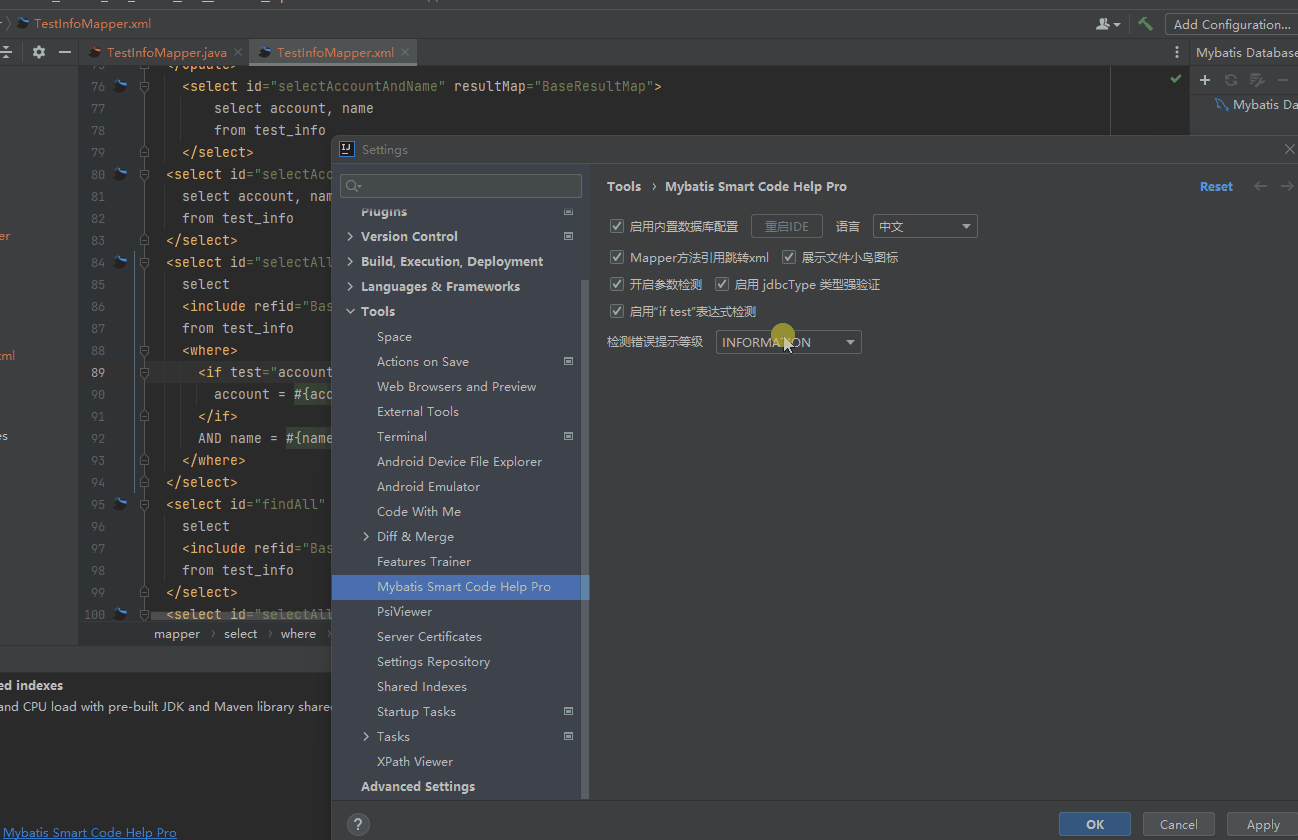 TestInfoMapper.xml
Add Configuration...
TestInfoMapper.java
TestInfoMapper.xml
Mybatis Database
76 <select id="selectAccountAndName" resultMap="BaseResultMap">
77 select account, name
78 from test_info
79 </select>
80 <select id="selectAcc
81 select account, nam
82 from test_info
83 </select>
84 <select id="selectAll
85 select
86 <include refid="Bas
87 from test_info
88 <where>
89 <if test="account
90 account = #{acc
91 </if>
92 AND name = #{name
93 </where>
94 </select>
95 <select id="findAll"
96 select
97 <include refid="Bas
98 from test_info
99 </select>
100 <select id="selectAll
mapper › select › where ›
Mybatis Da
er
ml
es
ed indexes
and CPU load with pre-built JDK and Maven library share
Mybatis Smart Code Help Pro
Settings
Plugins
Version Control
Build, Execution, Deployment
Languages & Frameworks
Tools
Space
Actions on Save
Web Browsers and Preview
External Tools
Terminal
Android Device File Explorer
Android Emulator
Code With Me
Diff & Merge
Features Trainer
Mybatis Smart Code Help Pro
PsiViewer
Server Certificates
Settings Repository
Shared Indexes
Startup Tasks
Tasks
XPath Viewer
Advanced Settings
Tools › Mybatis Smart Code Help Pro
Reset
启用内置数据库配置 重启IDE 语言 中文
Mapper方法引用跳转xml 展示文件小鸟图标
开启参数检测 启用 jdbcType 类型强验证
启用“if test”表达式检测
检测错误提示等级 INFORMATION
?
OK
Cancel
Apply